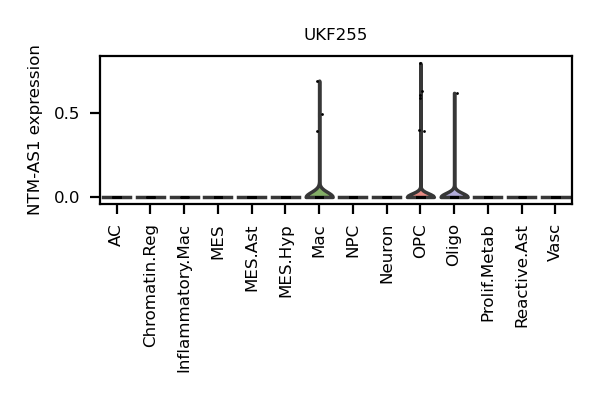 UKF255
NTM-AS1 expression
0.5
0.0
AC
Chromatin.Reg
Inflammatory.Mac
MES
MES.Ast
MES.Hyp
Mac
NPC
Neuron
OPC
Oligo
Prolif.Metab
Reactive.Ast
Vasc